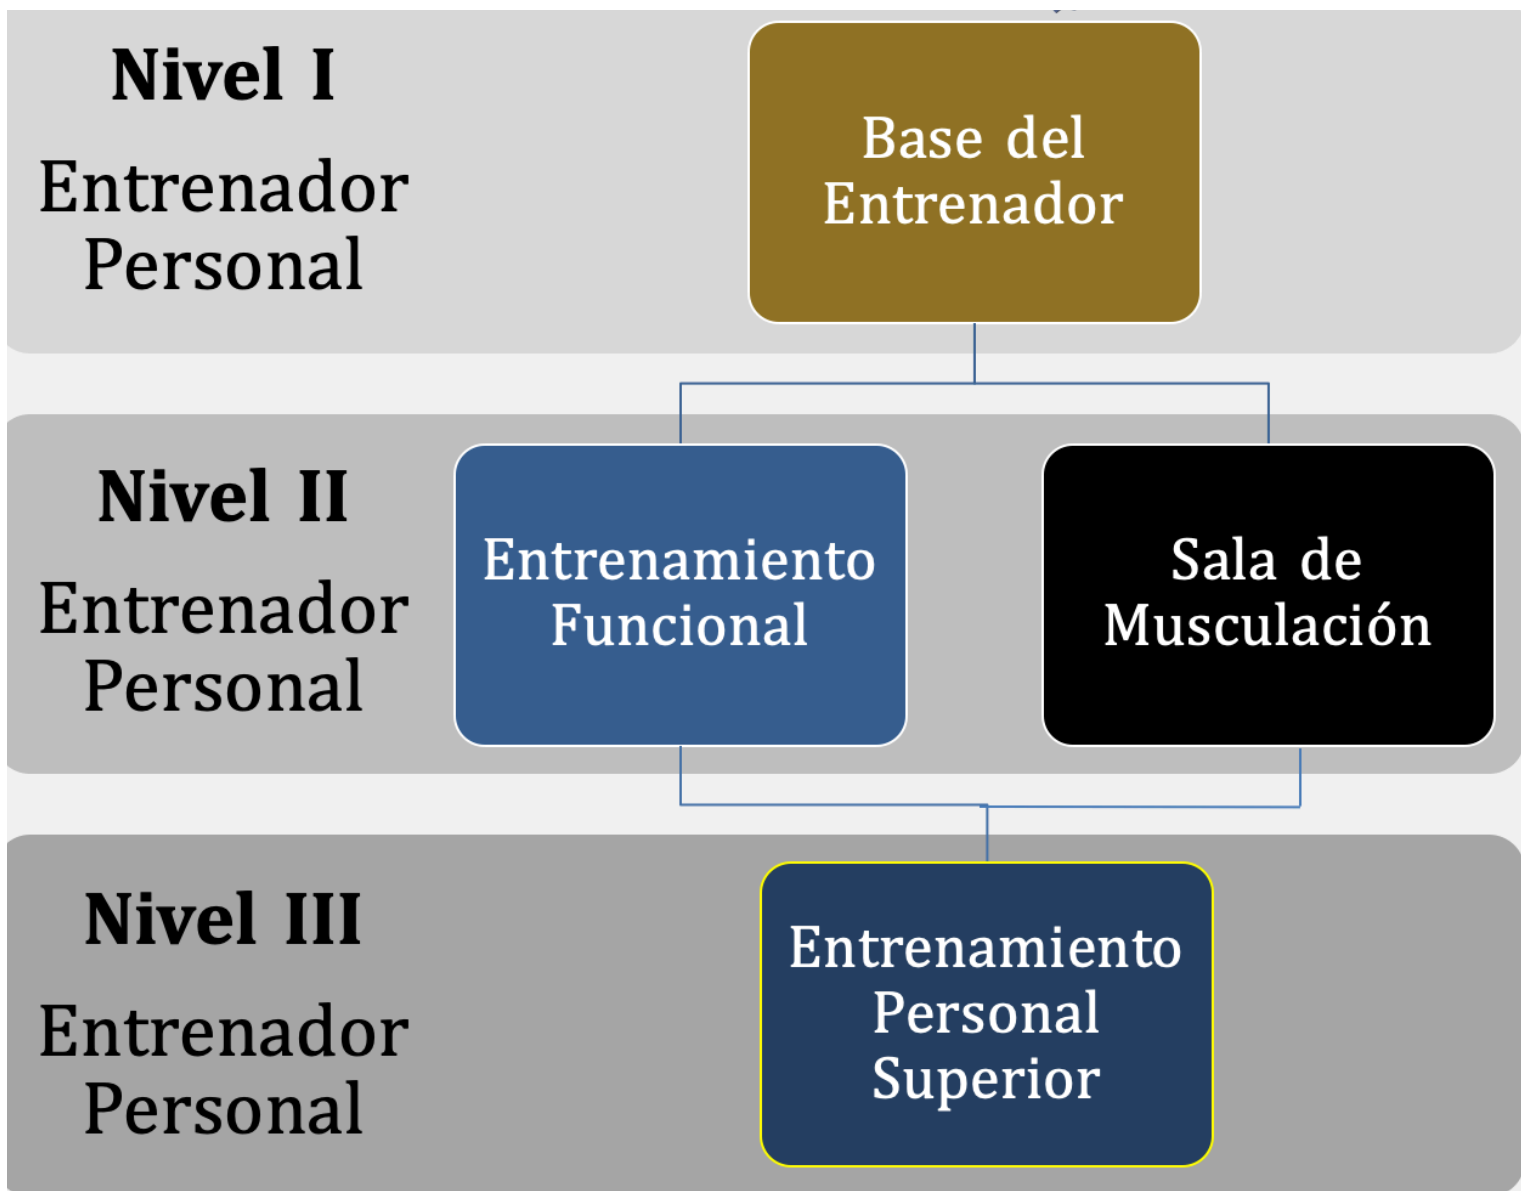 Nivel I
Entrenador
Personal
Base del
Entrenador
Nivel II
Entrenador
Personal
Entrenamiento
Funcional
Sala de
Musculación
Nivel III
Entrenador
Personal
Entrenamiento
Personal
Superior